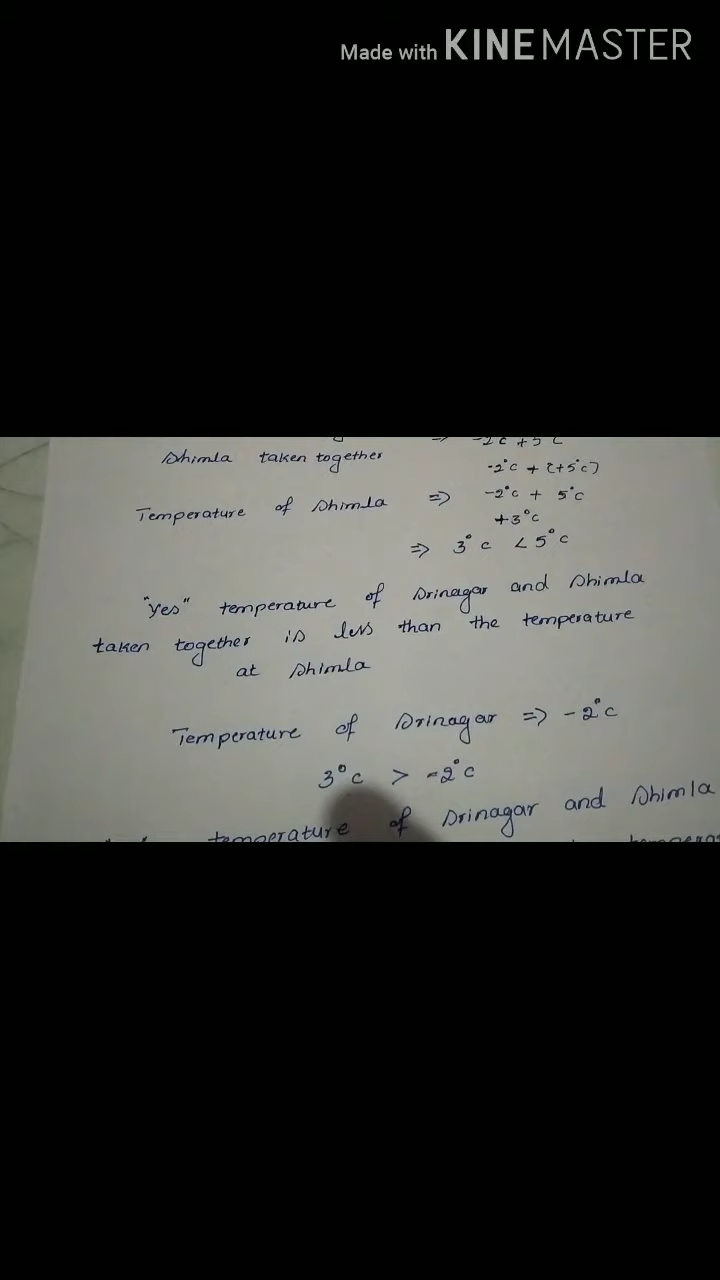 Made with KINEMASTER
-2°c + 5°c
Shimla taken together
-2°c + (+5°c)
Temperature of Shimla => -2°c + 5°c
+3°c
=> 3°c < 5°c
"yes" temperature of Srinagar and Shimla
taken together is less than the temperature
at Shimla
Temperature of Srinagar => -2°c
3°c > -2°c
temperature of Srinagar and Shimla